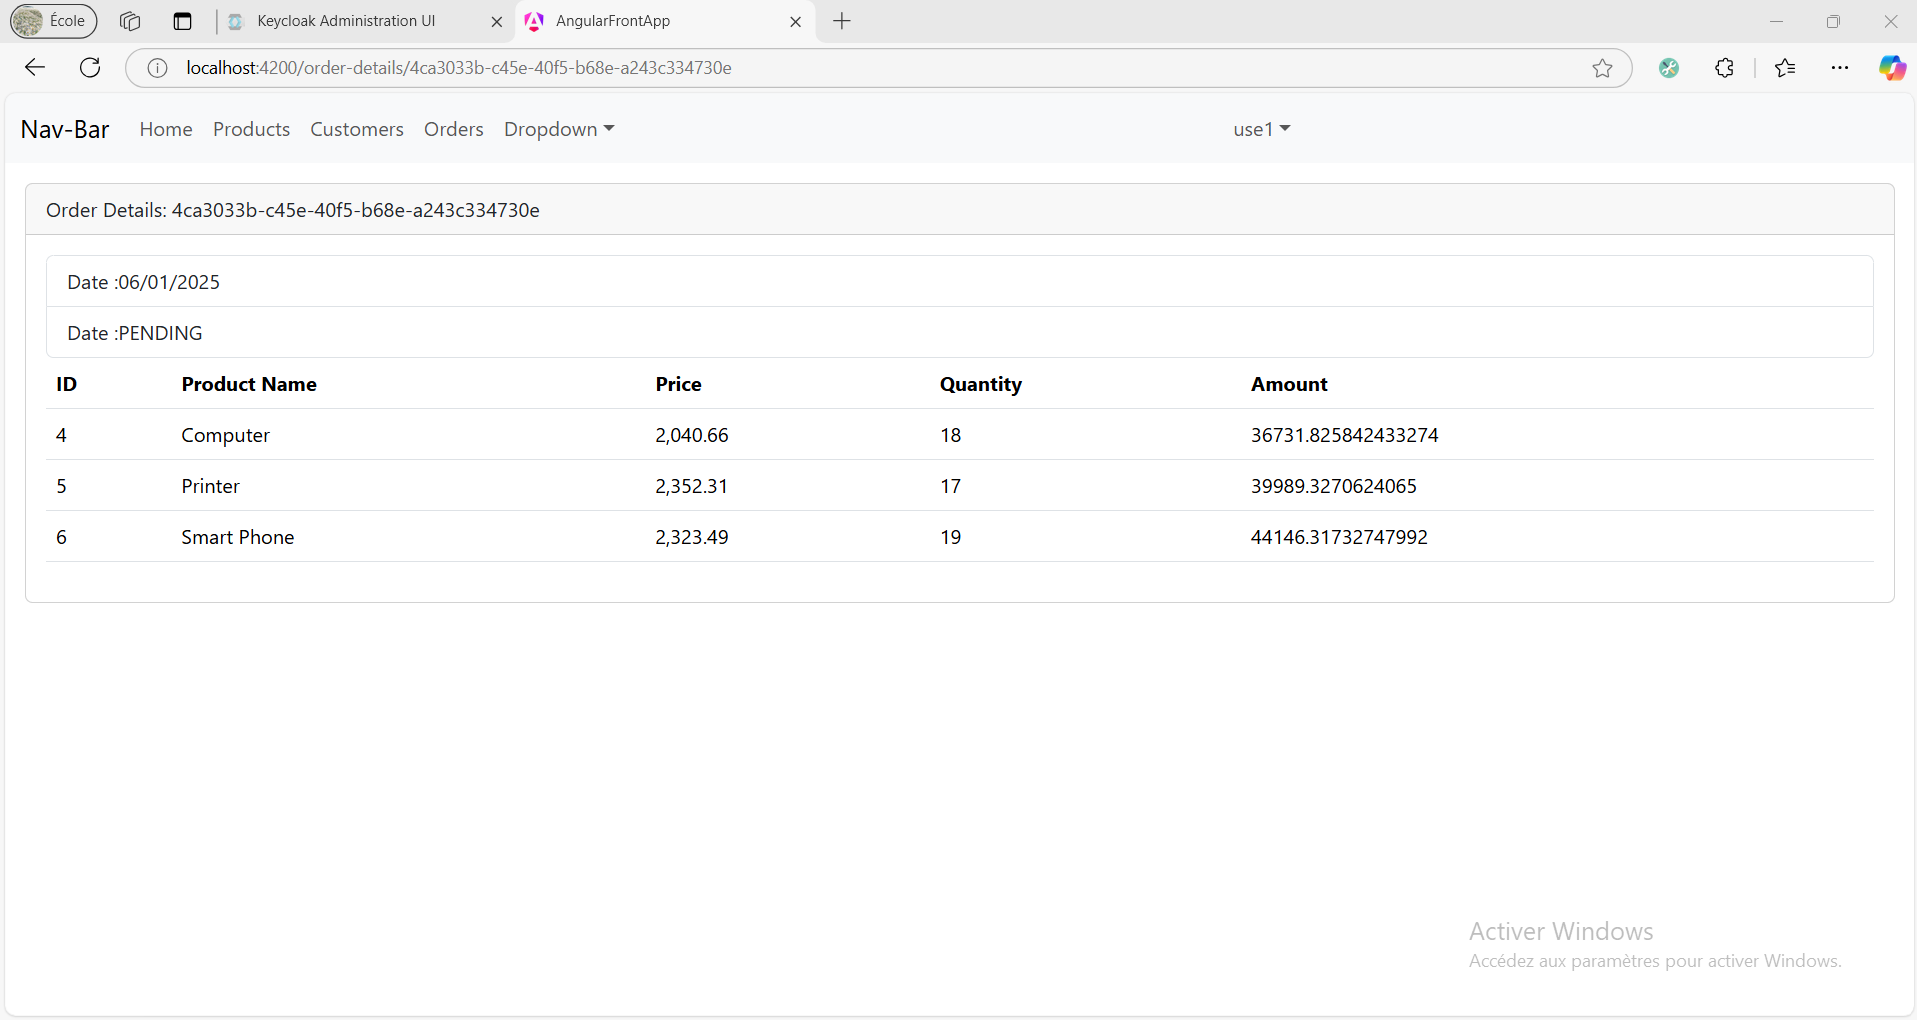 École
Keycloak Administration UI
AngularFrontApp
localhost:4200/order-details/4ca3033b-c45e-40f5-b68e-a243c334730e
Nav-Bar Home Products Customers Orders Dropdown use1
Order Details: 4ca3033b-c45e-40f5-b68e-a243c334730e
Date :06/01/2025
Date :PENDING
ID Product Name Price Quantity Amount
4 Computer 2,040.66 18 36731.825842433274
5 Printer 2,352.31 17 39989.3270624065
6 Smart Phone 2,323.49 19 44146.31732747992
Activer Windows
Accédez aux paramètres pour activer Windows.